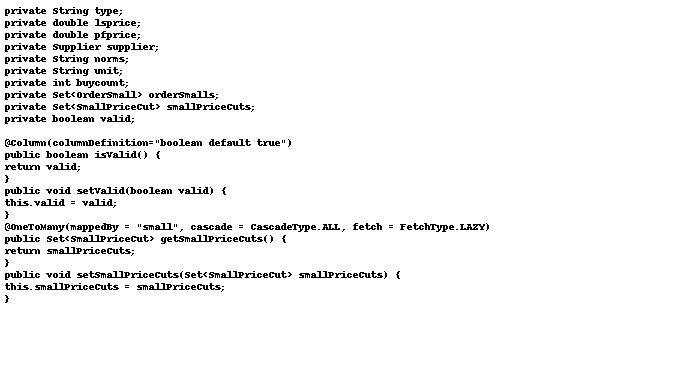 private String type;
private double lsprice;
private double pfprice;
private Supplier supplier;
private String norms;
private String unit;
private int buycount;
private Set<OrderSmall> orderSmalls;
private Set<SmallPriceCut> smallPriceCuts;
private boolean valid;

@Column(columnDefinition="boolean default true")
public boolean isValid() {
return valid;
}
public void setValid(boolean valid) {
this.valid = valid;
}
@OneToMany(mappedBy = "small", cascade = CascadeType.ALL, fetch = FetchType.LAZY)
public Set<SmallPriceCut> getSmallPriceCuts() {
return smallPriceCuts;
}
public void setSmallPriceCuts(Set<SmallPriceCut> smallPriceCuts) {
this.smallPriceCuts = smallPriceCuts;
}